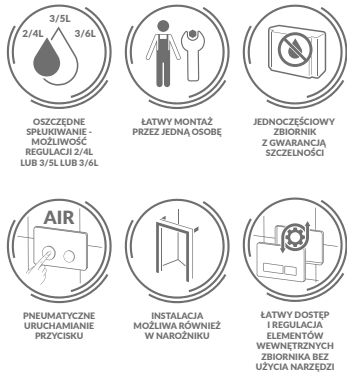 3/5L
2/4L
3/6L
OSZCZĘDNE
SPŁUKIWANIE -
MOŻLIWOŚĆ
REGULACJI 2/4L
LUB 3/5L LUB 3/6L
ŁATWY MONTAŻ
PRZEZ JEDNĄ OSOBĘ
JEDNOCZĘŚCIOWY
ZBIORNIK
Z GWARANCJĄ
SZCZELNOŚCI
AIR
PNEUMATYCZNE
URUCHAMIANIE
PRZYCISKU
INSTALACJA
MOŻLIWA RÓWNIEŻ
W NAROŻNIKU
ŁATWY DOSTĘP
I REGULACJA
ELEMENTÓW
WEWNĘTRZNYCH
ZBIORNIKA BEZ
UŻYCIA NARZĘDZI